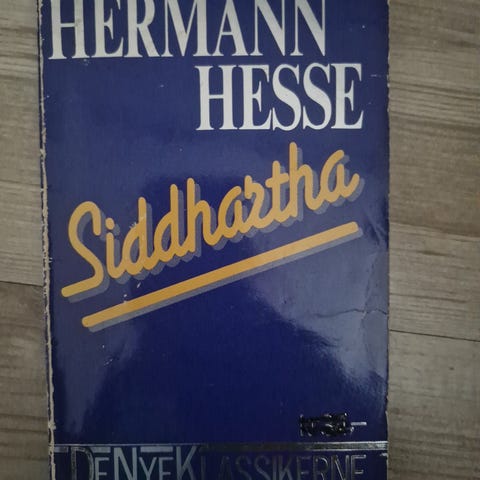 HERMANN
HESSE
Siddhartha
DE NYE KLASSIKERNE